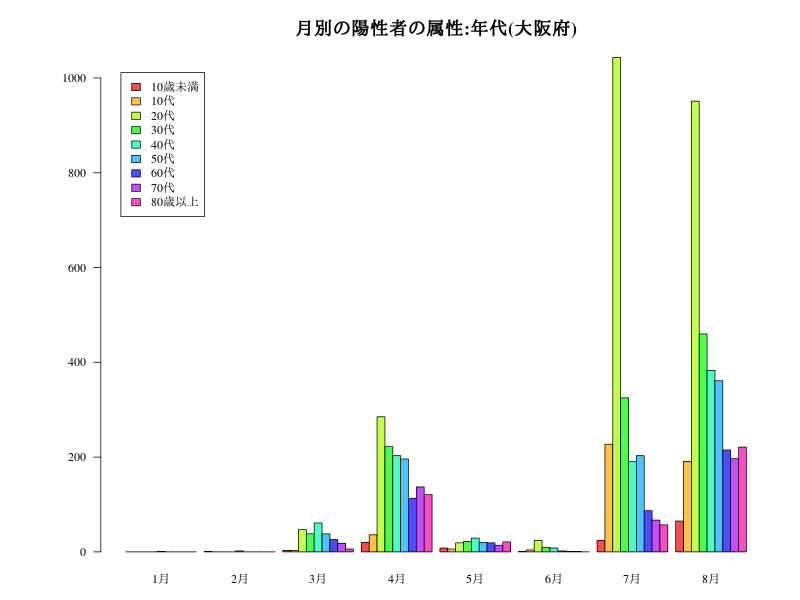 月別の陽性者の属性:年代(大阪府)
1000
800
600
400
200
0
10歳未満
10代
20代
30代
40代
50代
60代
70代
80歳以上
1月 2月 3月 4月 5月 6月 7月 8月